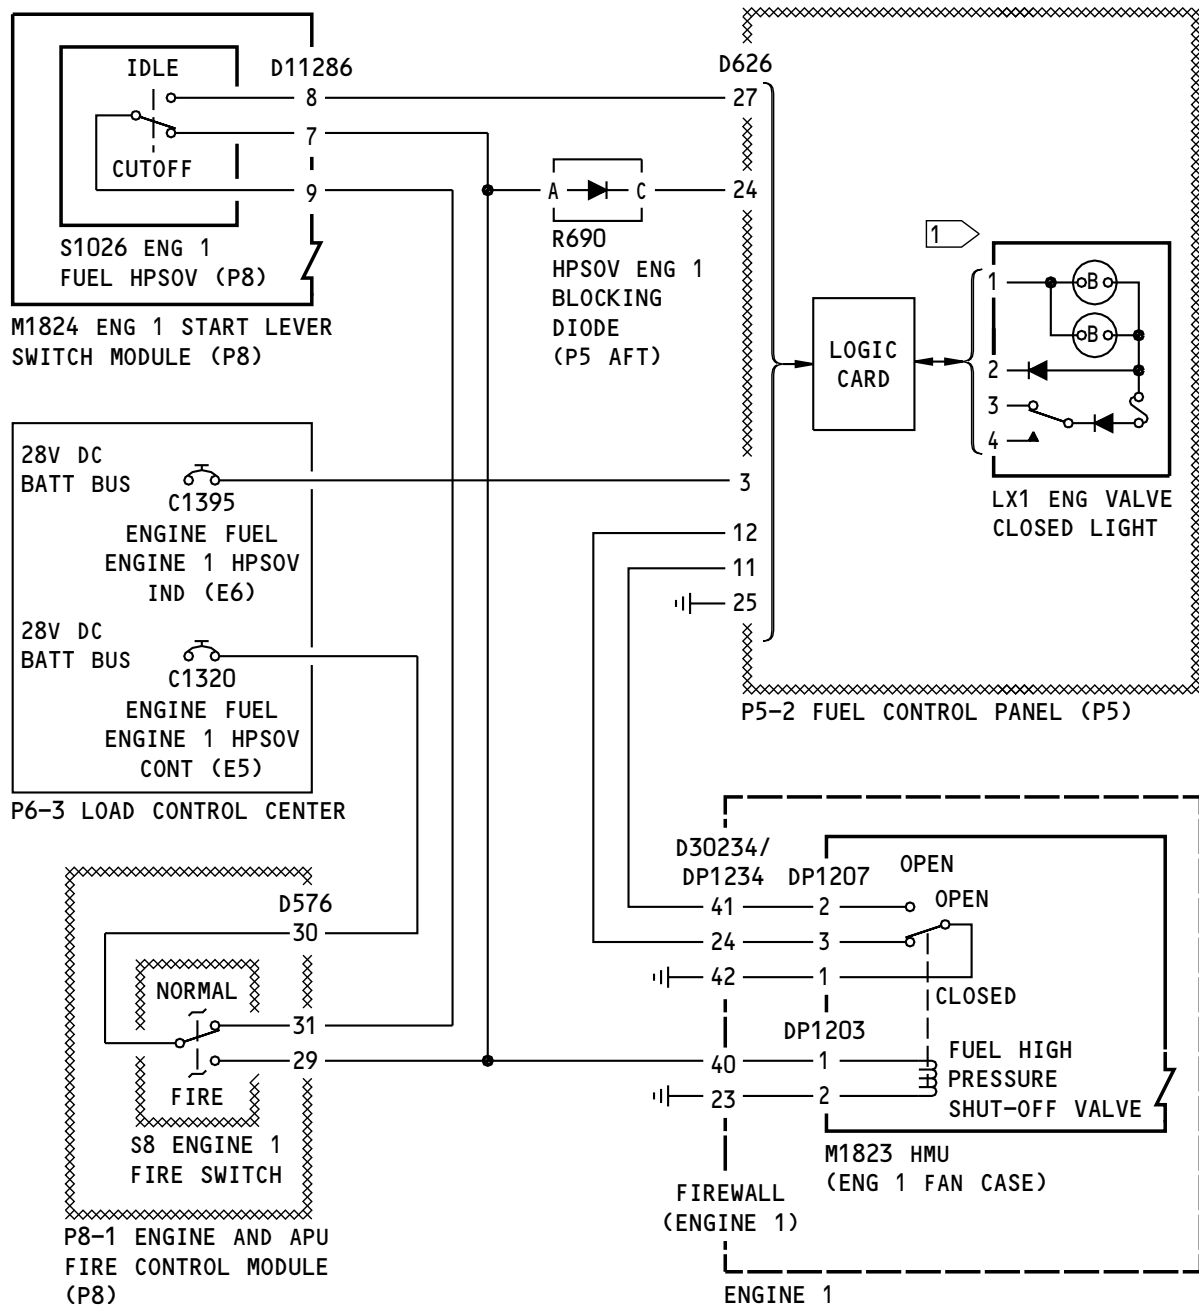 IDLE
CUTOFF
D11286
8
7
9
S1026 ENG 1
FUEL HPSOV (P8)
M1824 ENG 1 START LEVER
SWITCH MODULE (P8)
A
C
R690
HPSOV ENG 1
BLOCKING
DIODE
(P5 AFT)
D626
27
24
3
12
11
25
LOGIC
CARD
1
1
2
3
4
B
B
LX1 ENG VALVE
CLOSED LIGHT
P5-2 FUEL CONTROL PANEL (P5)
28V DC
BATT BUS
C1395
ENGINE FUEL
ENGINE 1 HPSOV
IND (E6)
28V DC
BATT BUS
C1320
ENGINE FUEL
ENGINE 1 HPSOV
CONT (E5)
P6-3 LOAD CONTROL CENTER
D576
30
31
29
NORMAL
FIRE
S8 ENGINE 1
FIRE SWITCH
P8-1 ENGINE AND APU
FIRE CONTROL MODULE
(P8)
D30234/
DP1234
41
24
42
40
23
DP1207
2
3
1
DP1203
1
2
OPEN
OPEN
CLOSED
FUEL HIGH
PRESSURE
SHUT-OFF VALVE
M1823 HMU
(ENG 1 FAN CASE)
FIREWALL
(ENGINE 1)
ENGINE 1